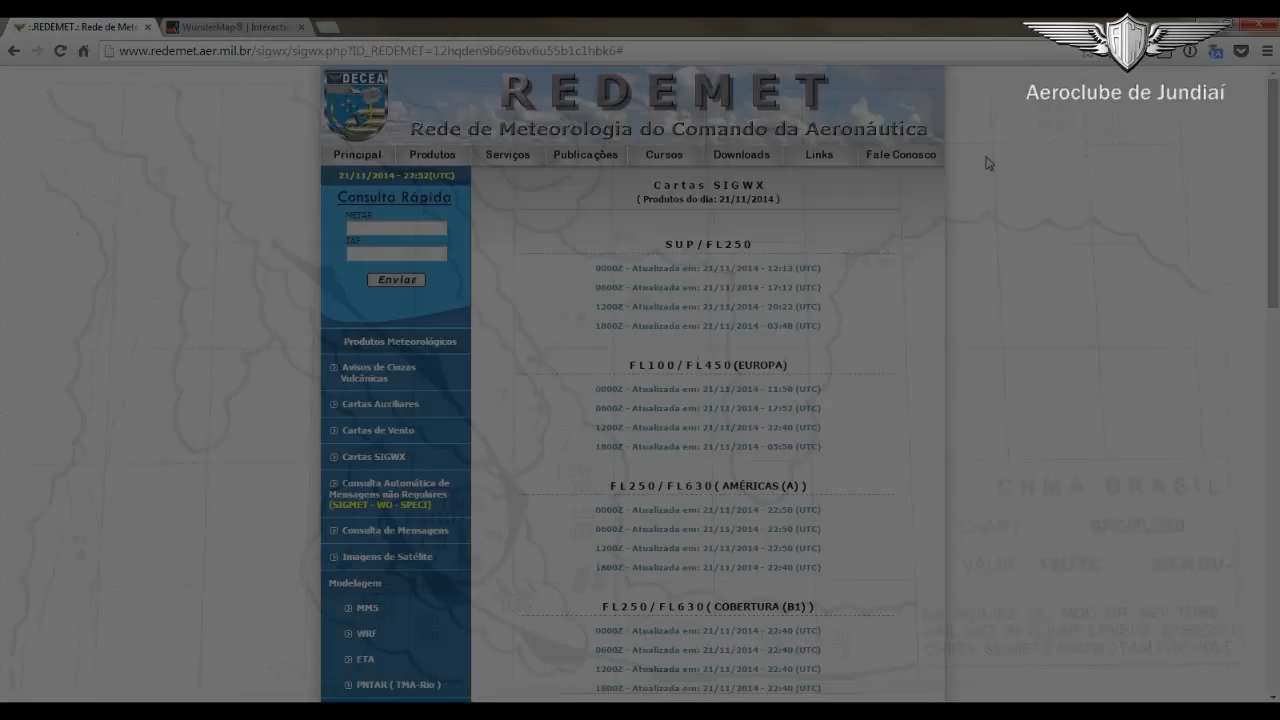 :.REDEMET.: Rede de Mete
WunderMap® | Interactiv
www.redemet.aer.mil.br/sigwx/sigwx.php?ID_REDEMET=12hnden9b696bv6u55b1c1hbk6#
Aeroclube de Jundiaí
DECEA
REDEMET
Rede de Meteorologia do Comando da Aeronáutica
Principal Produtos Serviços Publicações Cursos Downloads Links Fale Conosco
21/11/2014 - 22:52(UTC)
Consulta Rápida
METAR
TAF
Enviar
Produtos Meteorológicos
Avisos de Cinzas
Vulcânicas
Cartas Auxiliares
Cartas de Vento
Cartas SIGWX
Consulta Automática de
Mensagens não Regulares
(SIGMET - WO - SPECI)
Consulta de Mensagens
Imagens de Satélite
Modelagem
MM5
WRF
ETA
PNTAR ( TMA-Rio )
Cartas SIGWX
( Produtos do dia: 21/11/2014 )
SUP/FL250
0000Z - Atualizada em: 21/11/2014 - 12:13 (UTC)
0600Z - Atualizada em: 21/11/2014 - 17:12 (UTC)
1200Z - Atualizada em: 21/11/2014 - 20:22 (UTC)
1800Z - Atualizada em: 21/11/2014 - 03:48 (UTC)
FL100/FL450(EUROPA)
0000Z - Atualizada em: 21/11/2014 - 11:50 (UTC)
0600Z - Atualizada em: 21/11/2014 - 17:52 (UTC)
1200Z - Atualizada em: 21/11/2014 - 22:40 (UTC)
1800Z - Atualizada em: 21/11/2014 - 05:50 (UTC)
FL250/FL630( AMÉRICAS (A) )
0000Z - Atualizada em: 21/11/2014 - 22:50 (UTC)
0600Z - Atualizada em: 21/11/2014 - 22:50 (UTC)
1200Z - Atualizada em: 21/11/2014 - 22:50 (UTC)
1800Z - Atualizada em: 21/11/2014 - 22:40 (UTC)
FL250/FL630( COBERTURA (B1) )
0000Z - Atualizada em: 21/11/2014 - 22:40 (UTC)
0600Z - Atualizada em: 21/11/2014 - 22:40 (UTC)
1200Z - Atualizada em: 21/11/2014 - 22:40 (UTC)
1800Z - Atualizada em: 21/11/2014 - 22:40 (UTC)
CNMA BRASIL
CHART